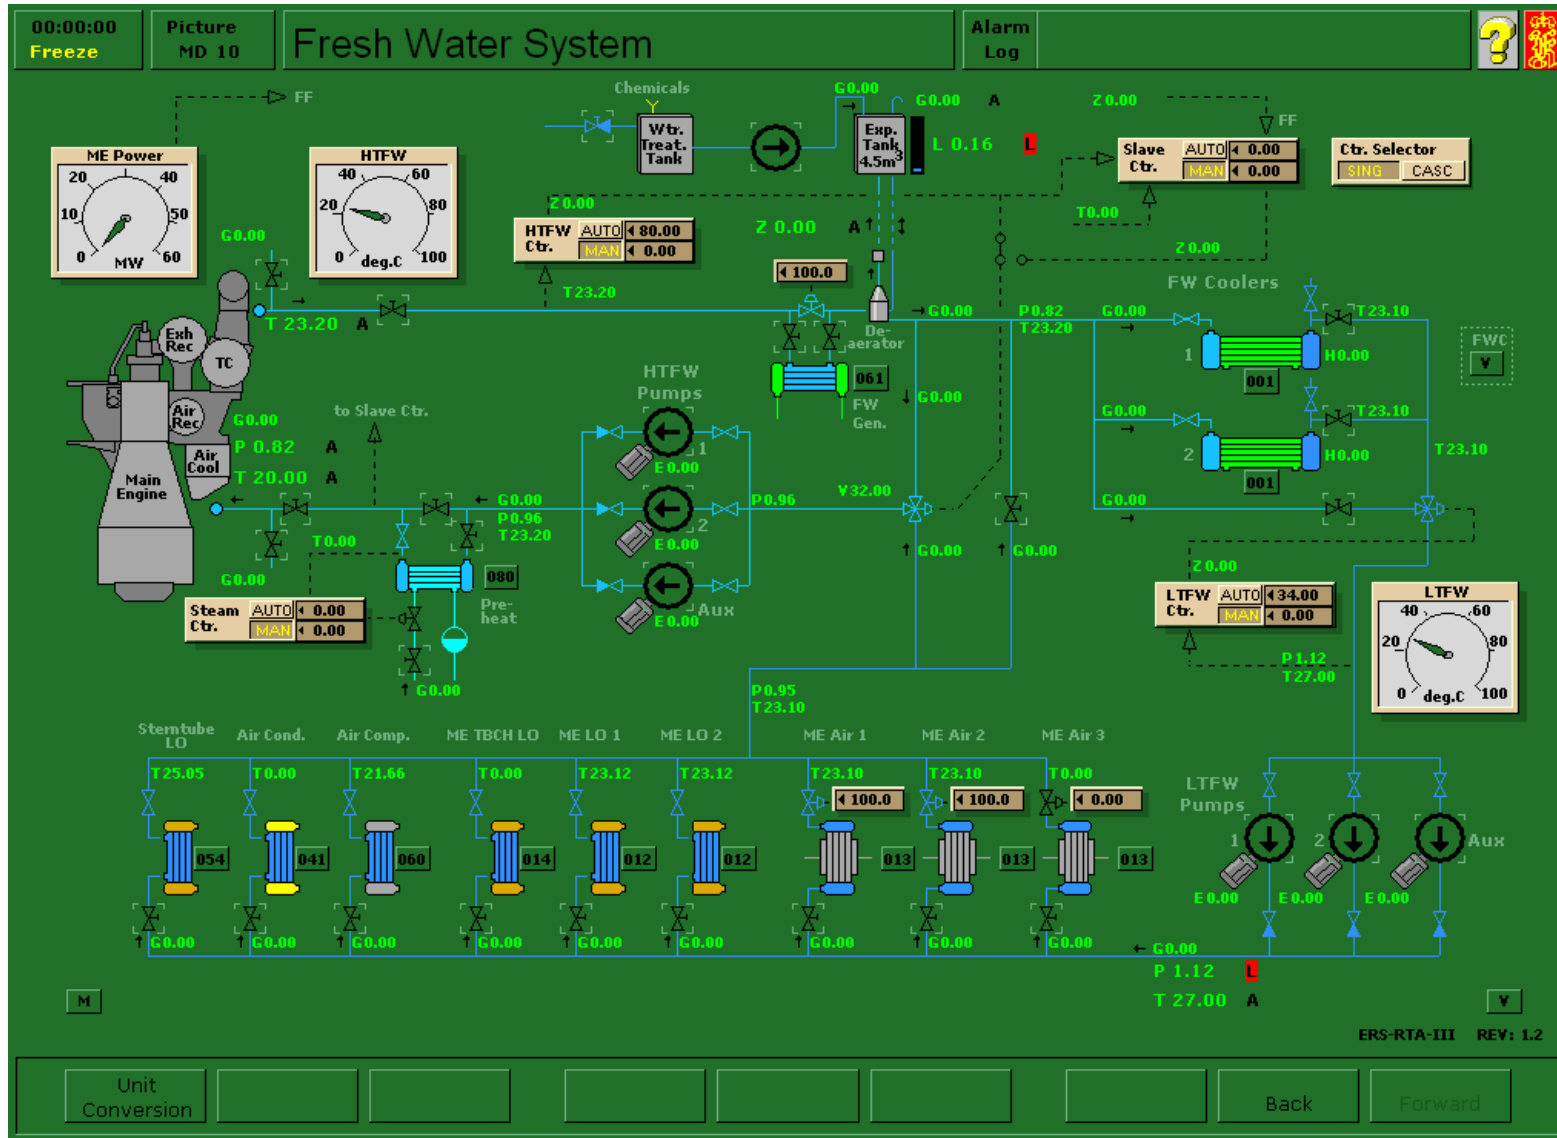 00:00:00
Freeze
Picture
MD 10
Fresh Water System
Alarm
Log
?
FF
ME Power
20 40
10 50
0 60
MW
HTFW
40 60
20 80
0 100
deg.C
Chemicals
Wtr.
Treat.
Tank
G0.00
Exp.
Tank
4.5m3
G0.00 A
L 0.16 L
Z0.00
FF
Slave
Ctr.
AUTO 0.00
MAN 0.00
Ctr. Selector
SING CASC
T0.00
Z0.00
Z0.00
HTFW
Ctr.
AUTO 80.00
MAN 0.00
Z 0.00 A
G0.00
T23.20
100.0
T 23.20 A
G0.00
P0.82
T23.20
De-
aerator
FW Coolers
G0.00
T23.10
1
H0.00
001
FWC
V
G0.00
T23.10
2
H0.00
001
T23.10
G0.00
Exh
Rec
TC
Air
Rec
Air
Cool
Main
Engine
G0.00
P 0.82 A
T 20.00 A
to Slave Ctr.
HTFW
Pumps
061
FW
Gen.
G0.00
1
E0.00
2
E0.00
Aux
E0.00
G0.00
P0.96
T23.20
P0.96
V32.00
G0.00
G0.00
T0.00
G0.00
080
Pre-
heat
Steam
Ctr.
AUTO 0.00
MAN 0.00
G0.00
Z0.00
LTFW
Ctr.
AUTO 34.00
MAN 0.00
P1.12
T27.00
LTFW
40 60
20 80
0 100
deg.C
P0.95
T23.10
Sterntube
LO
Air Cond.
Air Comp.
ME TBCH LO
ME LO 1
ME LO 2
ME Air 1
ME Air 2
ME Air 3
T25.05
T0.00
T21.66
T0.00
T23.12
T23.12
T23.10
T23.10
T0.00
100.0
100.0
0.00
054
041
060
014
012
012
013
013
013
G0.00
G0.00
G0.00
G0.00
G0.00
G0.00
G0.00
G0.00
G0.00
LTFW
Pumps
1
2
Aux
E0.00
E0.00
E0.00
G0.00
P 1.12 L
T 27.00 A
M
V
ERS-RTA-III REV: 1.2
Unit
Conversion
Back
Forward